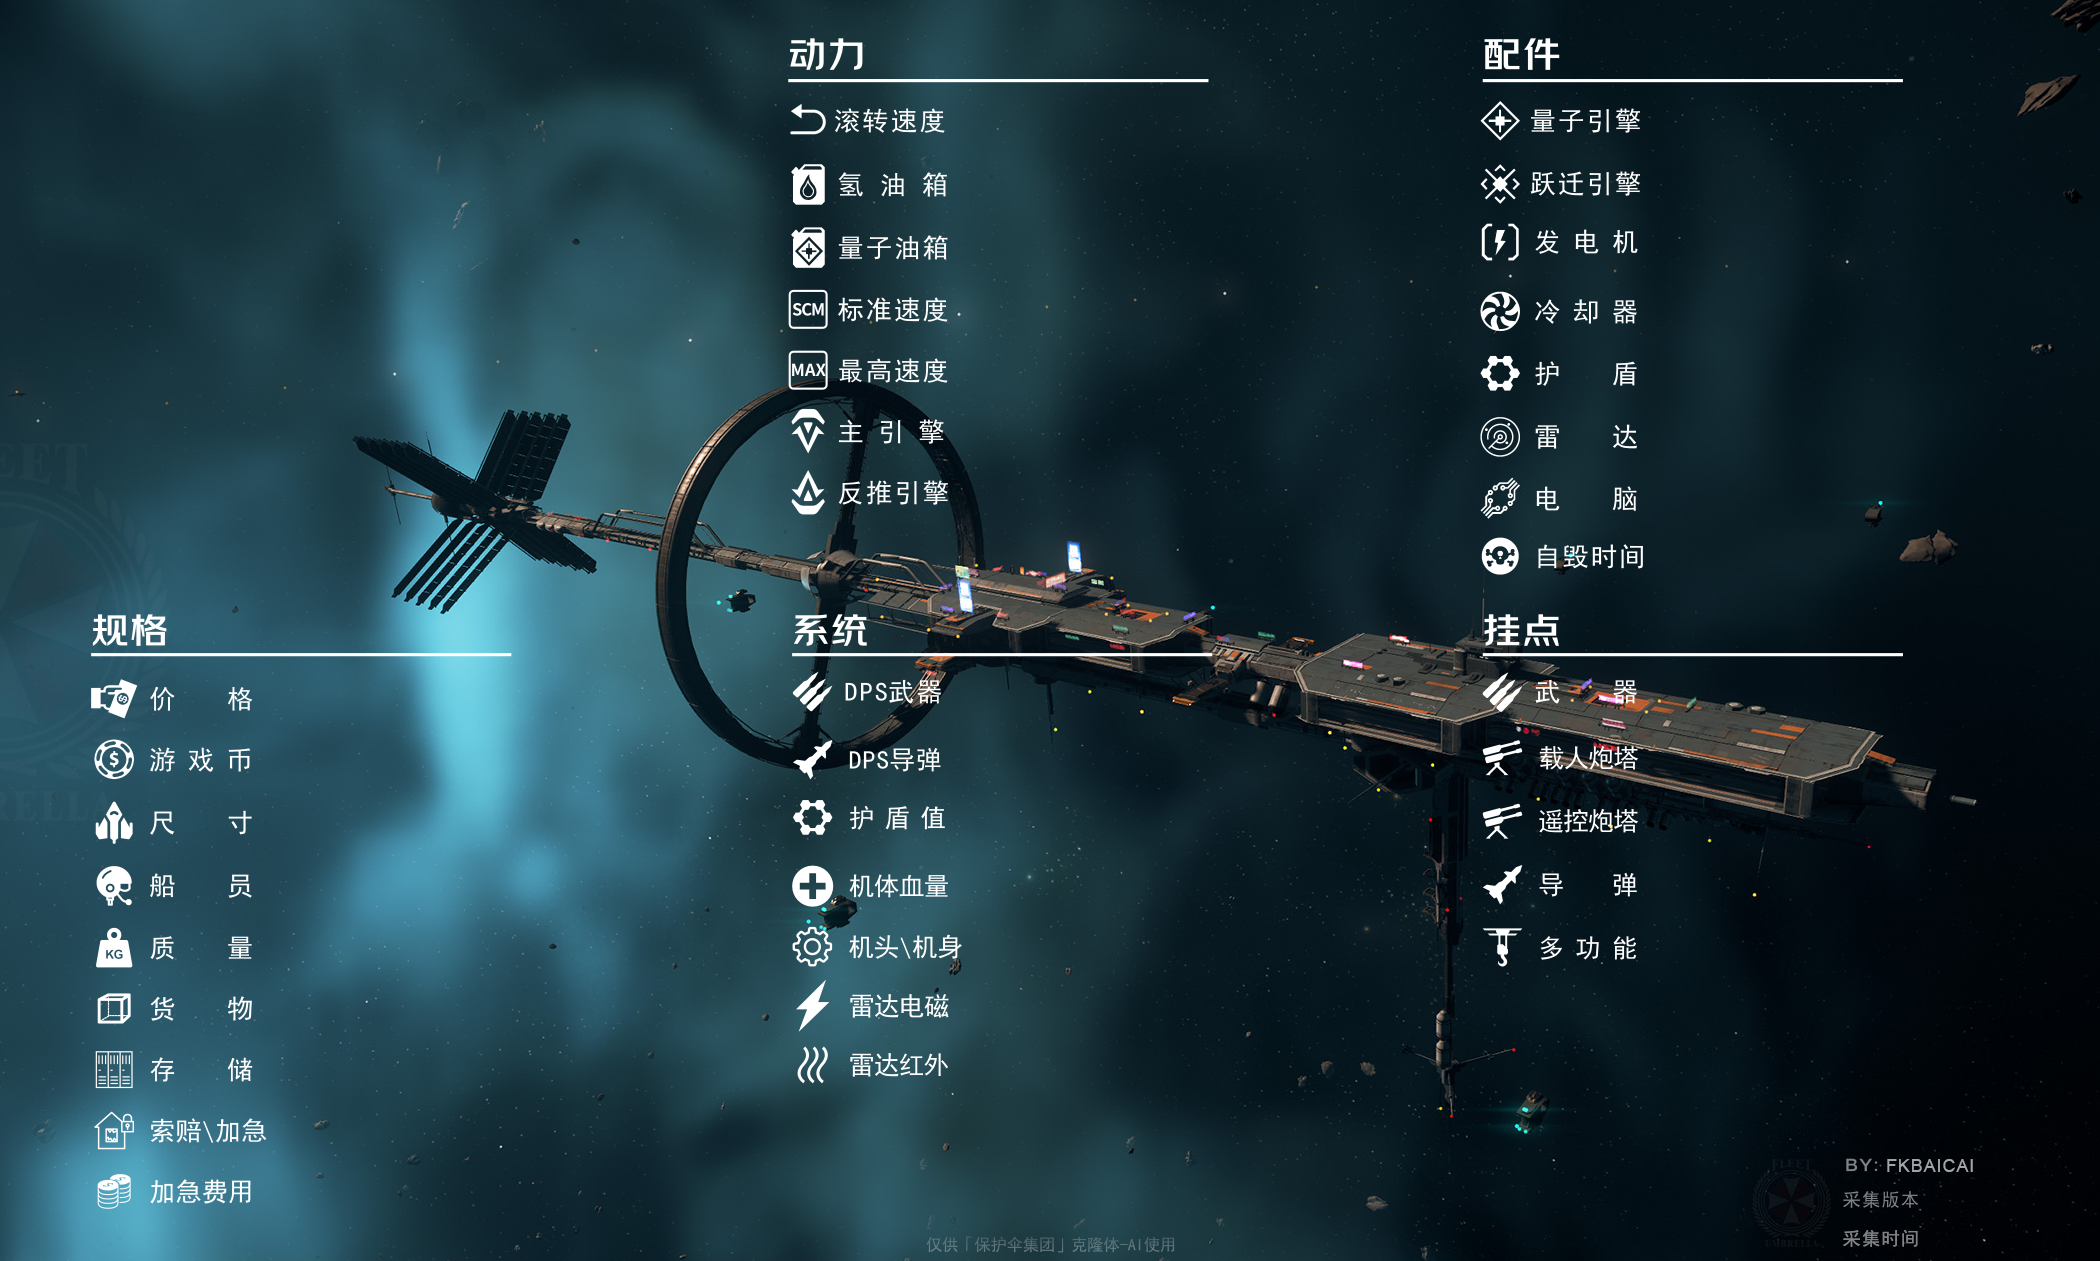 动力
滚转速度
氢油箱
量子油箱
SCM 标准速度
MAX 最高速度
主引擎
反推引擎
配件
量子引擎
跃迁引擎
发电机
冷却器
护盾
雷达
电脑
自毁时间
规格
价格
游戏币
尺寸
船员
KG 质量
货物
存储
索赔\加急
加急费用
系统
DPS武器
DPS导弹
护盾值
机体血量
机头\机身
雷达电磁
雷达红外
挂点
武器
载人炮塔
遥控炮塔
导弹
多功能
FLEET
UMBRELLA
BY: FKBAICAI
采集版本
采集时间
仅供「保护伞集团」克隆体-AI使用